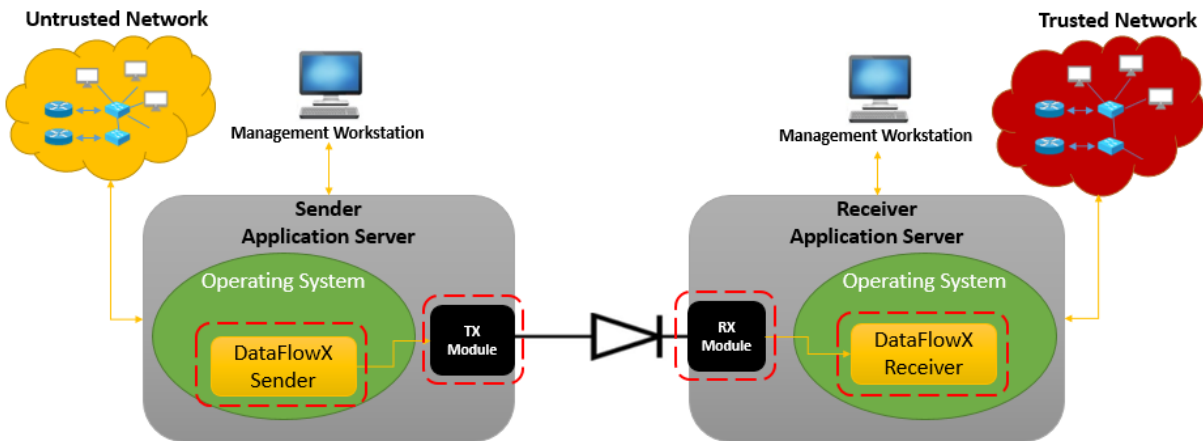 Untrusted Network
Trusted Network
Management Workstation
Management Workstation
Sender
Application Server
Receiver
Application Server
Operating System
Operating System
TX
Module
RX
Module
DataFlowX
Sender
DataFlowX
Receiver